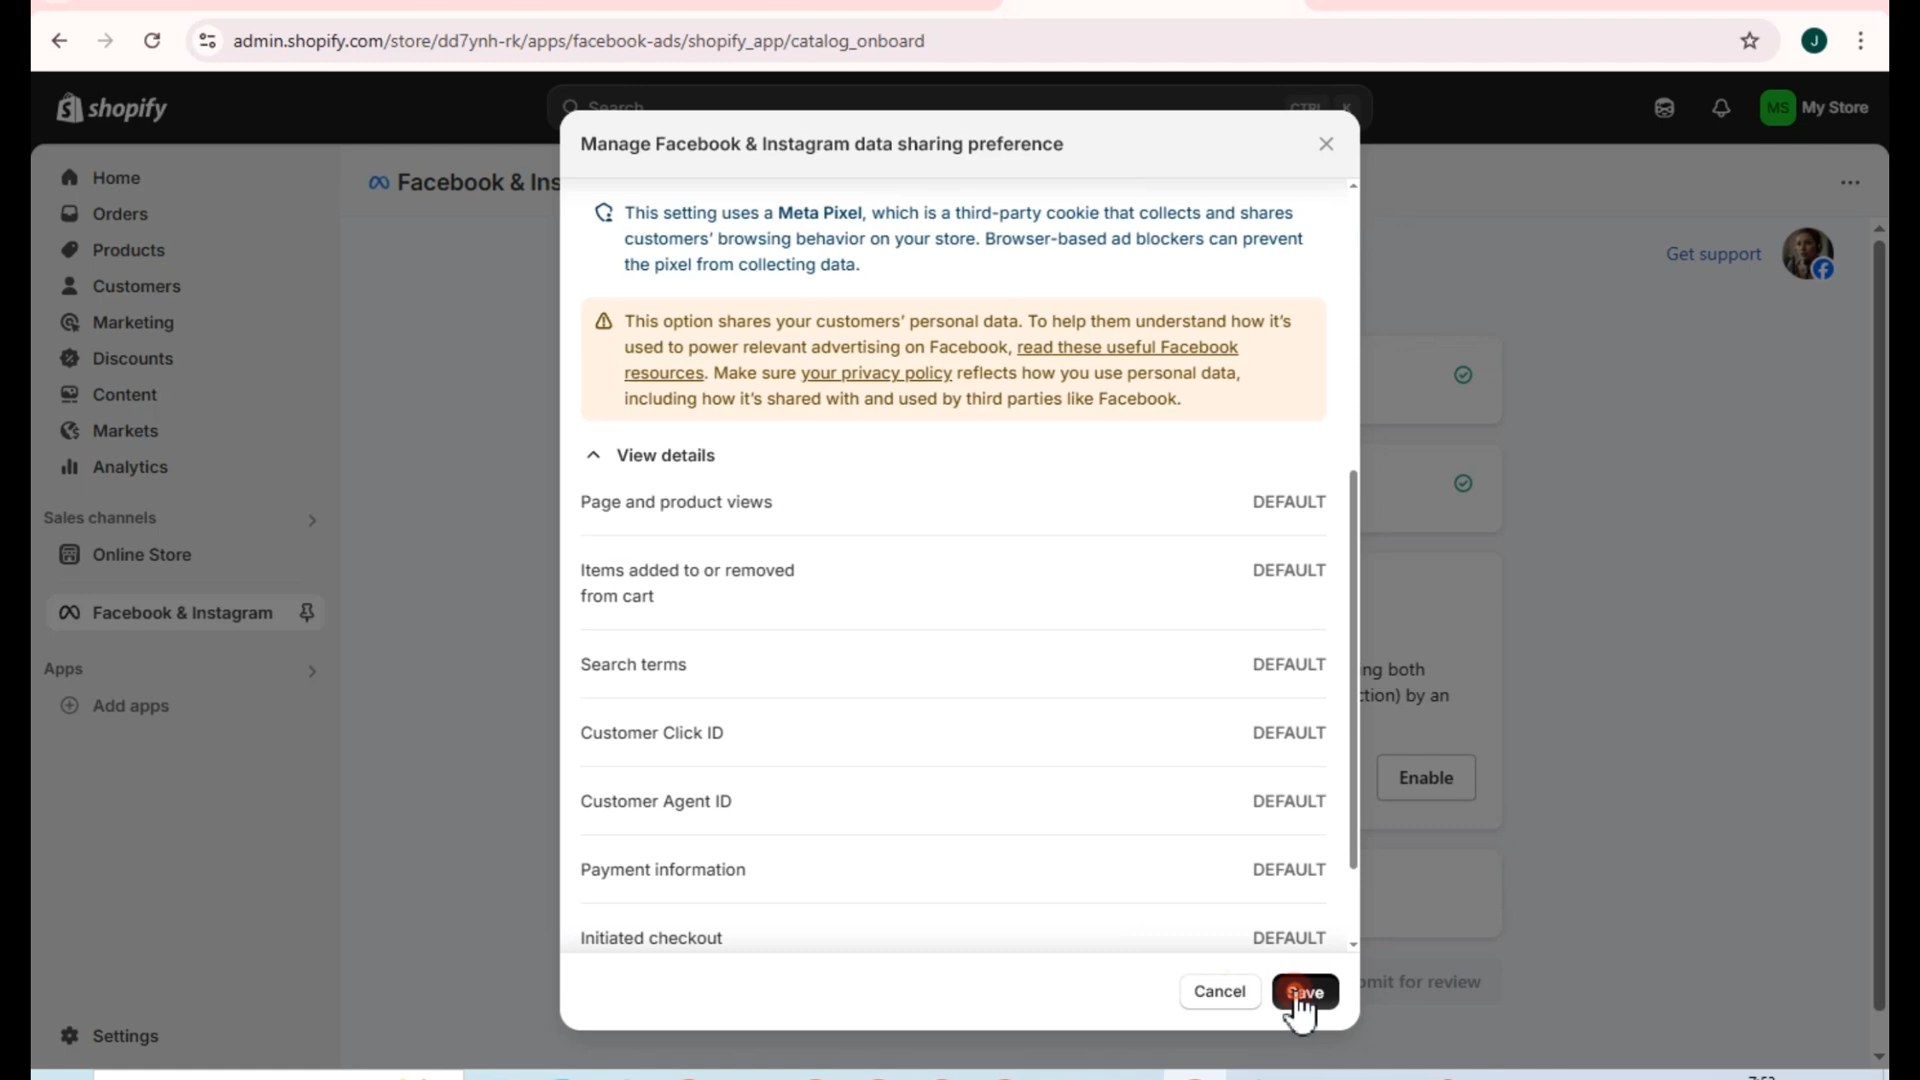 admin.shopify.com/store/dd7ynh-rk/apps/facebook-ads/shopify_app/catalog_onboard
J
shopify
Search
CTRL K
MS My Store
Manage Facebook & Instagram data sharing preference
Home
Orders
Products
Customers
Marketing
Discounts
Content
Markets
Analytics
Sales channels
Online Store
Facebook & Instagram
Apps
Add apps
Settings
Facebook & Ins
Get support
This setting uses a Meta Pixel, which is a third-party cookie that collects and shares
customers’ browsing behavior on your store. Browser-based ad blockers can prevent
the pixel from collecting data.
This option shares your customers’ personal data. To help them understand how it’s
used to power relevant advertising on Facebook, read these useful Facebook
resources. Make sure your privacy policy reflects how you use personal data,
including how it’s shared with and used by third parties like Facebook.
View details
Page and product views DEFAULT
Items added to or removed DEFAULT
from cart
Search terms DEFAULT
Customer Click ID DEFAULT
Customer Agent ID DEFAULT
Payment information DEFAULT
Initiated checkout DEFAULT
ng both
ction) by an
Enable
Cancel Save
mit for review